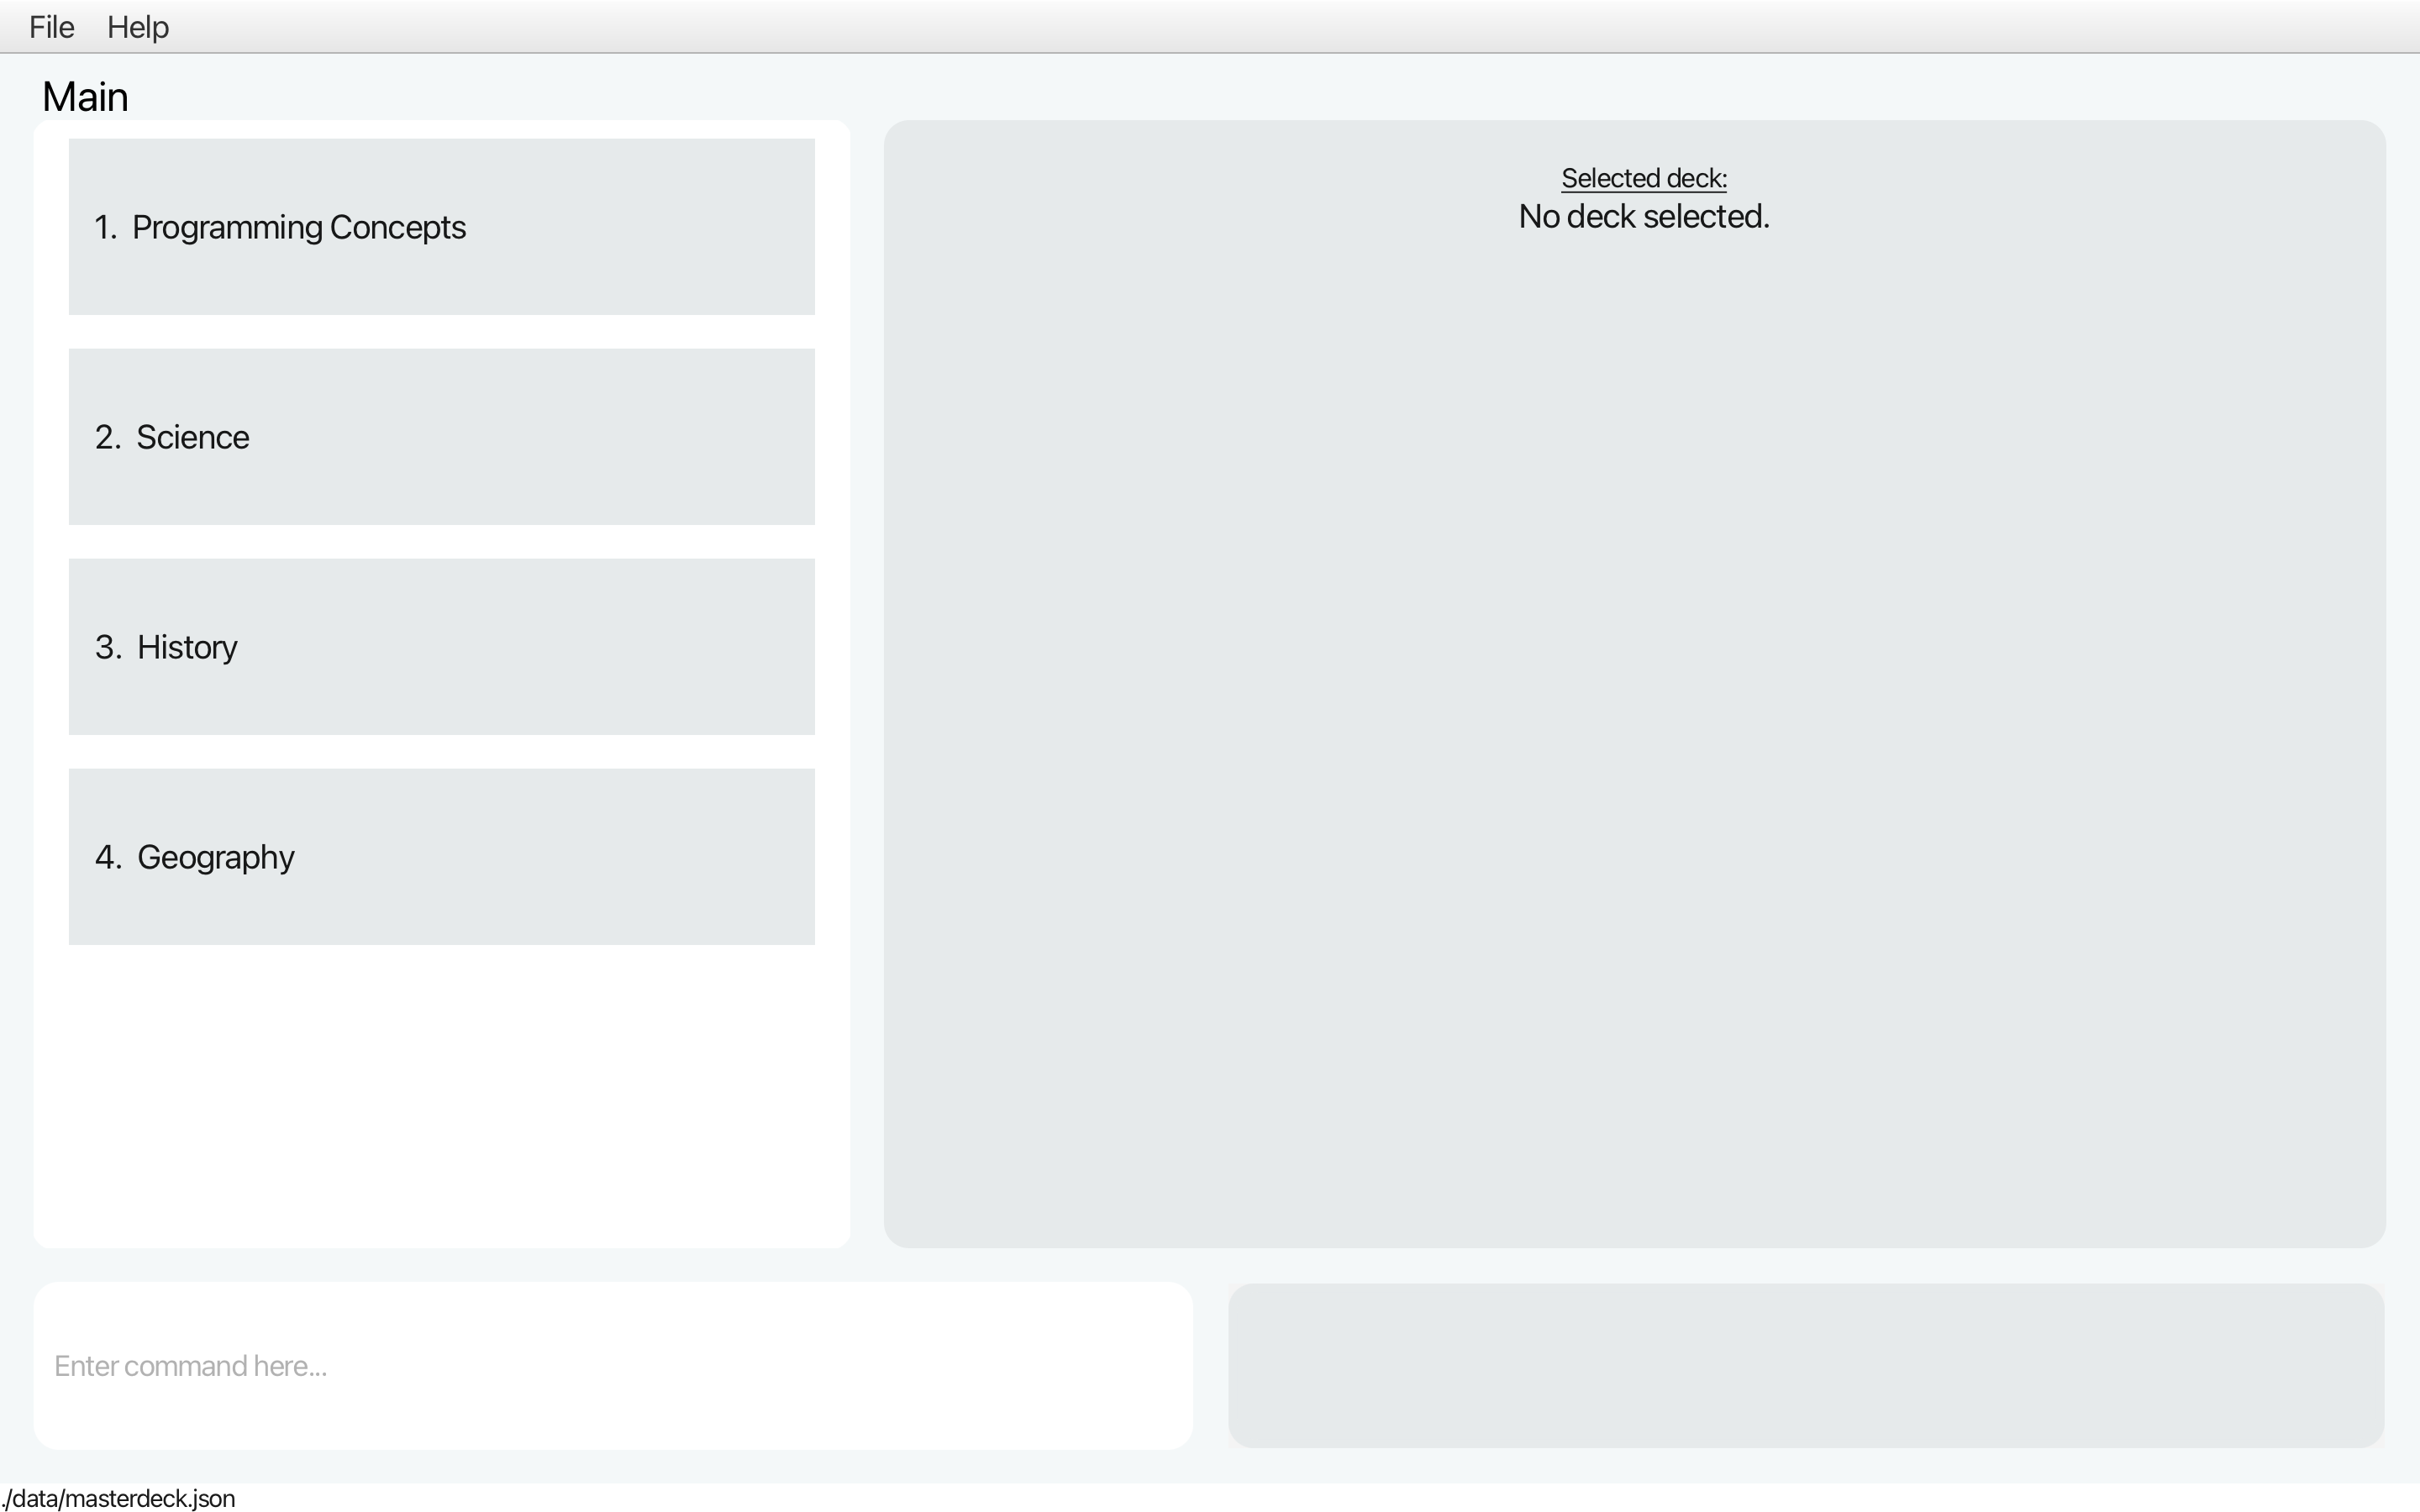 File Help
Main
1. Programming Concepts
2. Science
3. History
4. Geography
Selected deck:
No deck selected.
Enter command here...
./data/masterdeck.json